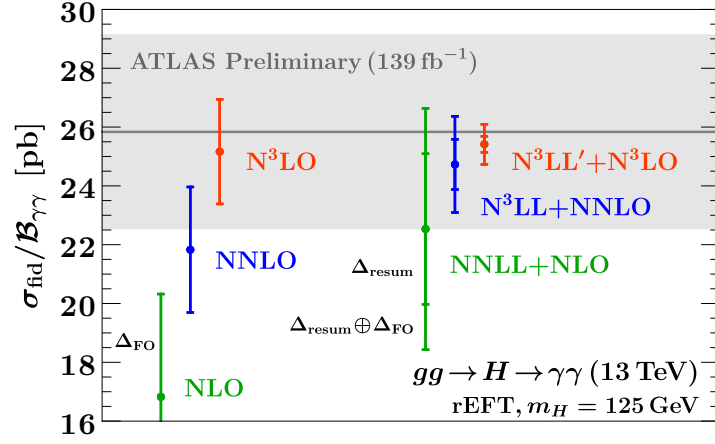 30
28
26
24
22
20
18
16
σ_fid/𝓑_γγ [pb]
ATLAS Preliminary (139 fb⁻¹)
N³LO
N³LL′+N³LO
N³LL+NNLO
NNLO
NNLL+NLO
Δ_resum
Δ_resum⊕Δ_FO
Δ_FO
NLO
gg→H→γγ (13 TeV)
rEFT, m_H = 125 GeV